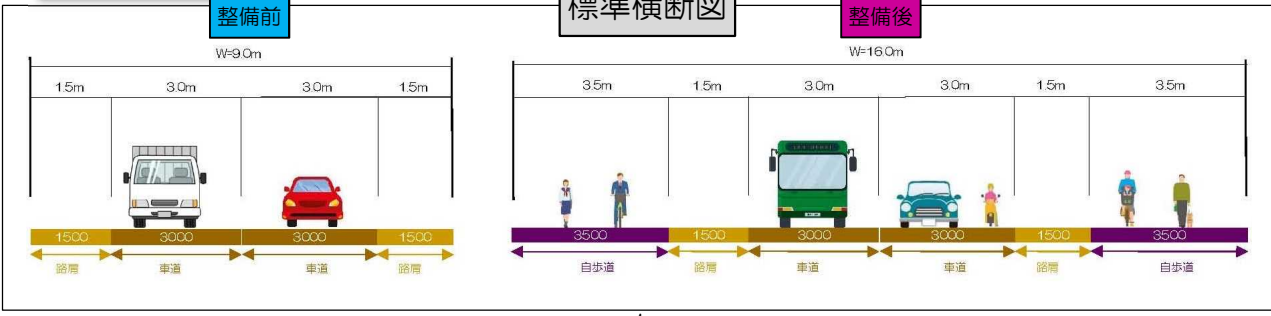 標準横断図
整備前
W=9.0m
1.5m 3.0m 3.0m 1.5m
1500 3000 3000 1500
路肩 車道 車道 路肩
整備後
W=16.0m
3.5m 1.5m 3.0m 3.0m 1.5m 3.5m
3500 1500 3000 3000 1500 3500
自歩道 路肩 車道 車道 路肩 自歩道